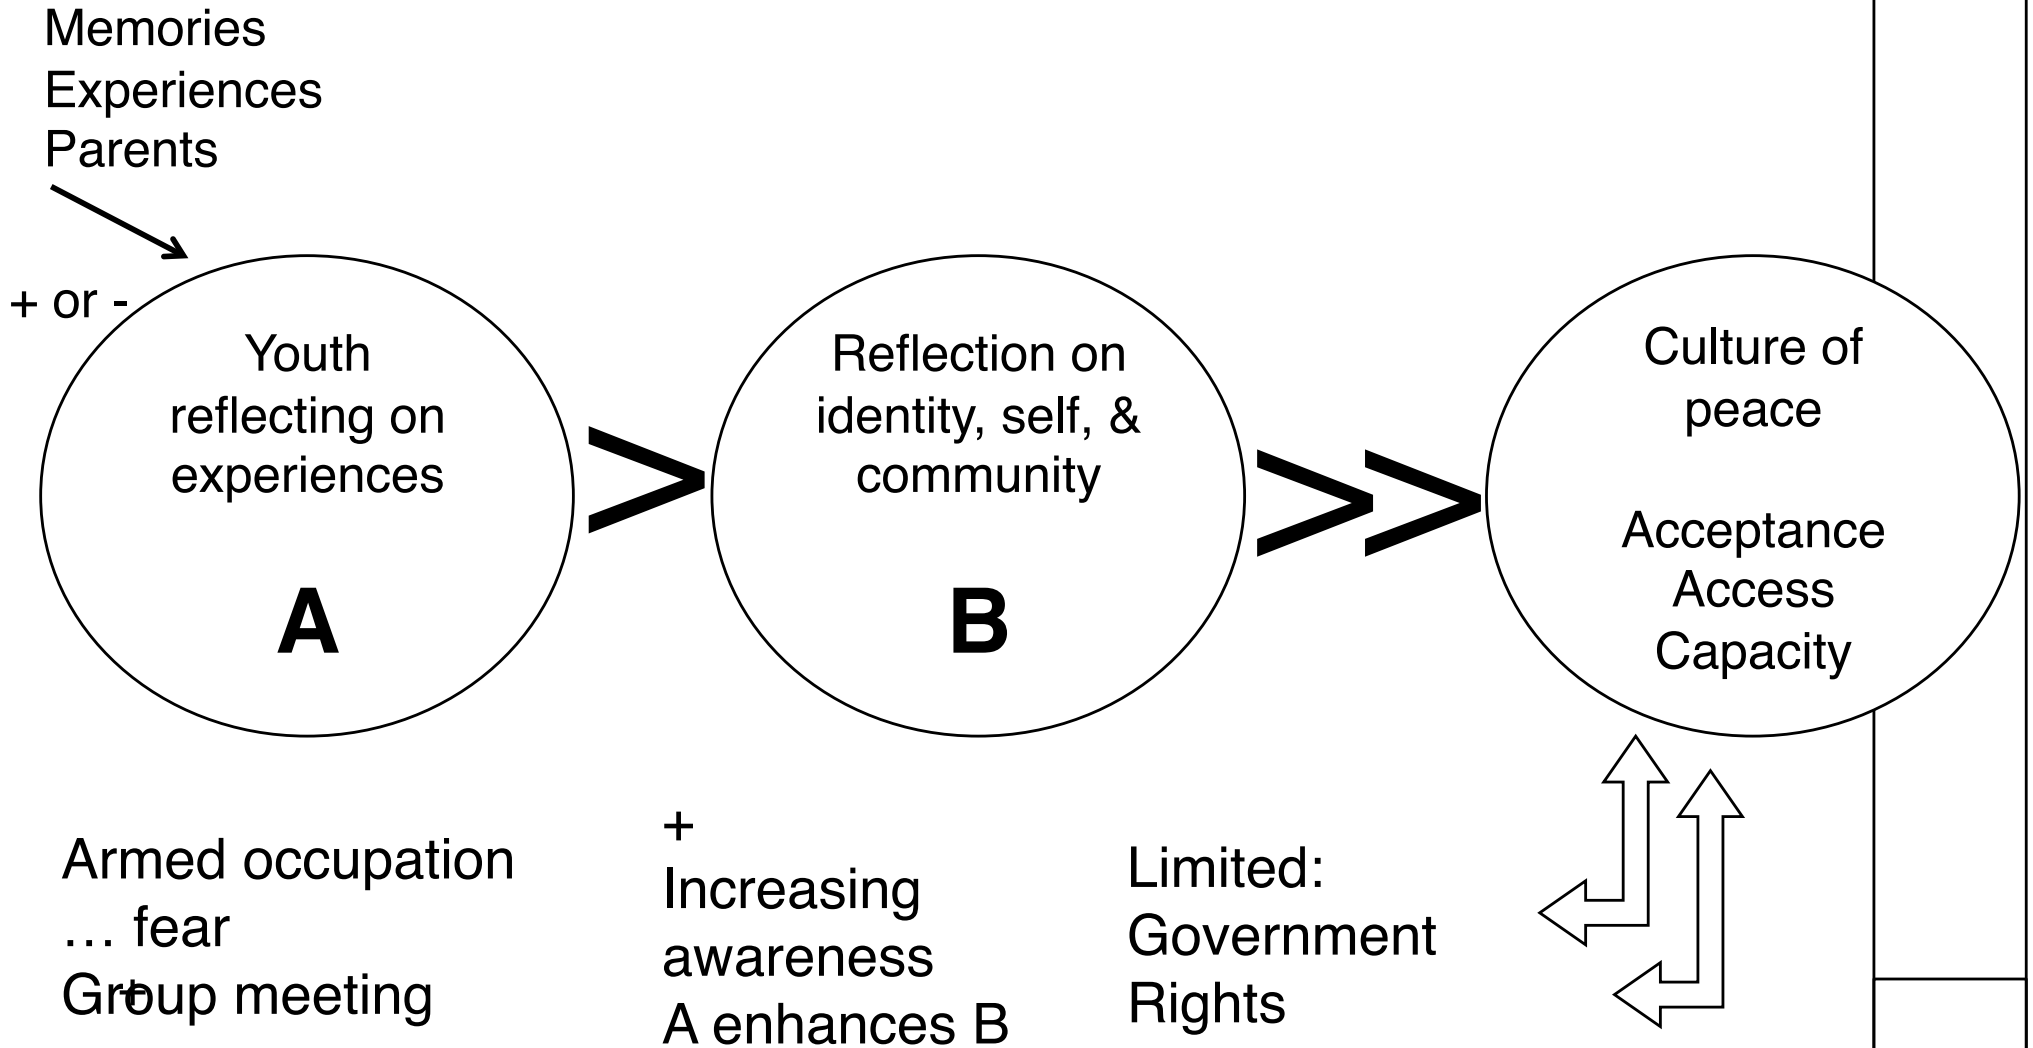 Memories
Experiences
Parents
+ or -
Youth
reflecting on
experiences
A
>
Reflection on
identity, self, &
community
B
>>
Culture of
peace
Acceptance
Access
Capacity
Armed occupation
… fear
Group meeting
+
+
Increasing
awareness
A enhances B
Limited:
Government
Rights